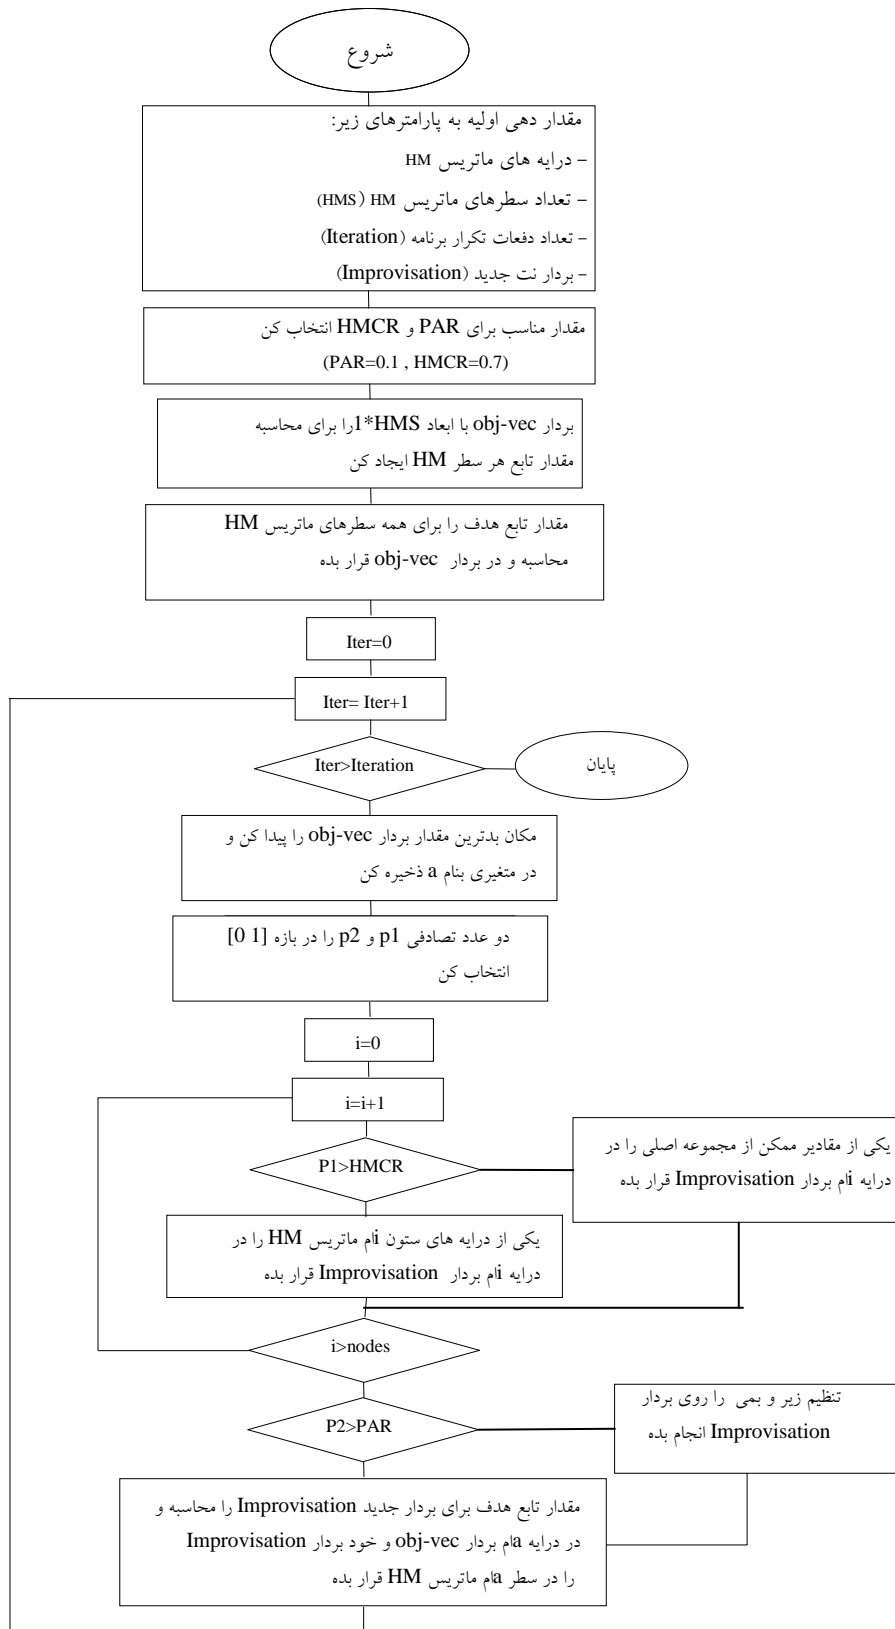 شروع
مقدار دهی اولیه به پارامترهای زیر:
- درایه های ماتریس HM
- تعداد سطرهای ماتریس HM (HMS)
- تعداد دفعات تکرار برنامه (Iteration)
- بردار نت جدید (Improvisation)
مقدار مناسب برای PAR و HMCR انتخاب کن
(PAR=0.1 , HMCR=0.7)
بردار obj-vec با ابعاد HMS*1را برای محاسبه
مقدار تابع هر سطر HM ایجاد کن
مقدار تابع هدف را برای همه سطرهای ماتریس HM
محاسبه و در بردار obj-vec قرار بده
Iter=0
Iter= Iter+1
Iter>Iteration
پایان
مکان بدترین مقدار بردار obj-vec را پیدا کن و
در متغیری بنام a ذخیره کن
دو عدد تصادفی p1 و p2 را در بازه [0 1]
انتخاب کن
i=0
i=i+1
P1>HMCR
یکی از مقادیر ممکن از مجموعه اصلی را در
درایه iام بردار Improvisation قرار بده
یکی از درایه های ستون iام ماتریس HM را در
درایه iام بردار Improvisation قرار بده
i>nodes
P2>PAR
تنظیم زیر و بمی را روی بردار
Improvisation انجام بده
مقدار تابع هدف برای بردار جدید Improvisation را محاسبه و
در درایه aام بردار obj-vec و خود بردار Improvisation
را در سطر aام ماتریس HM قرار بده